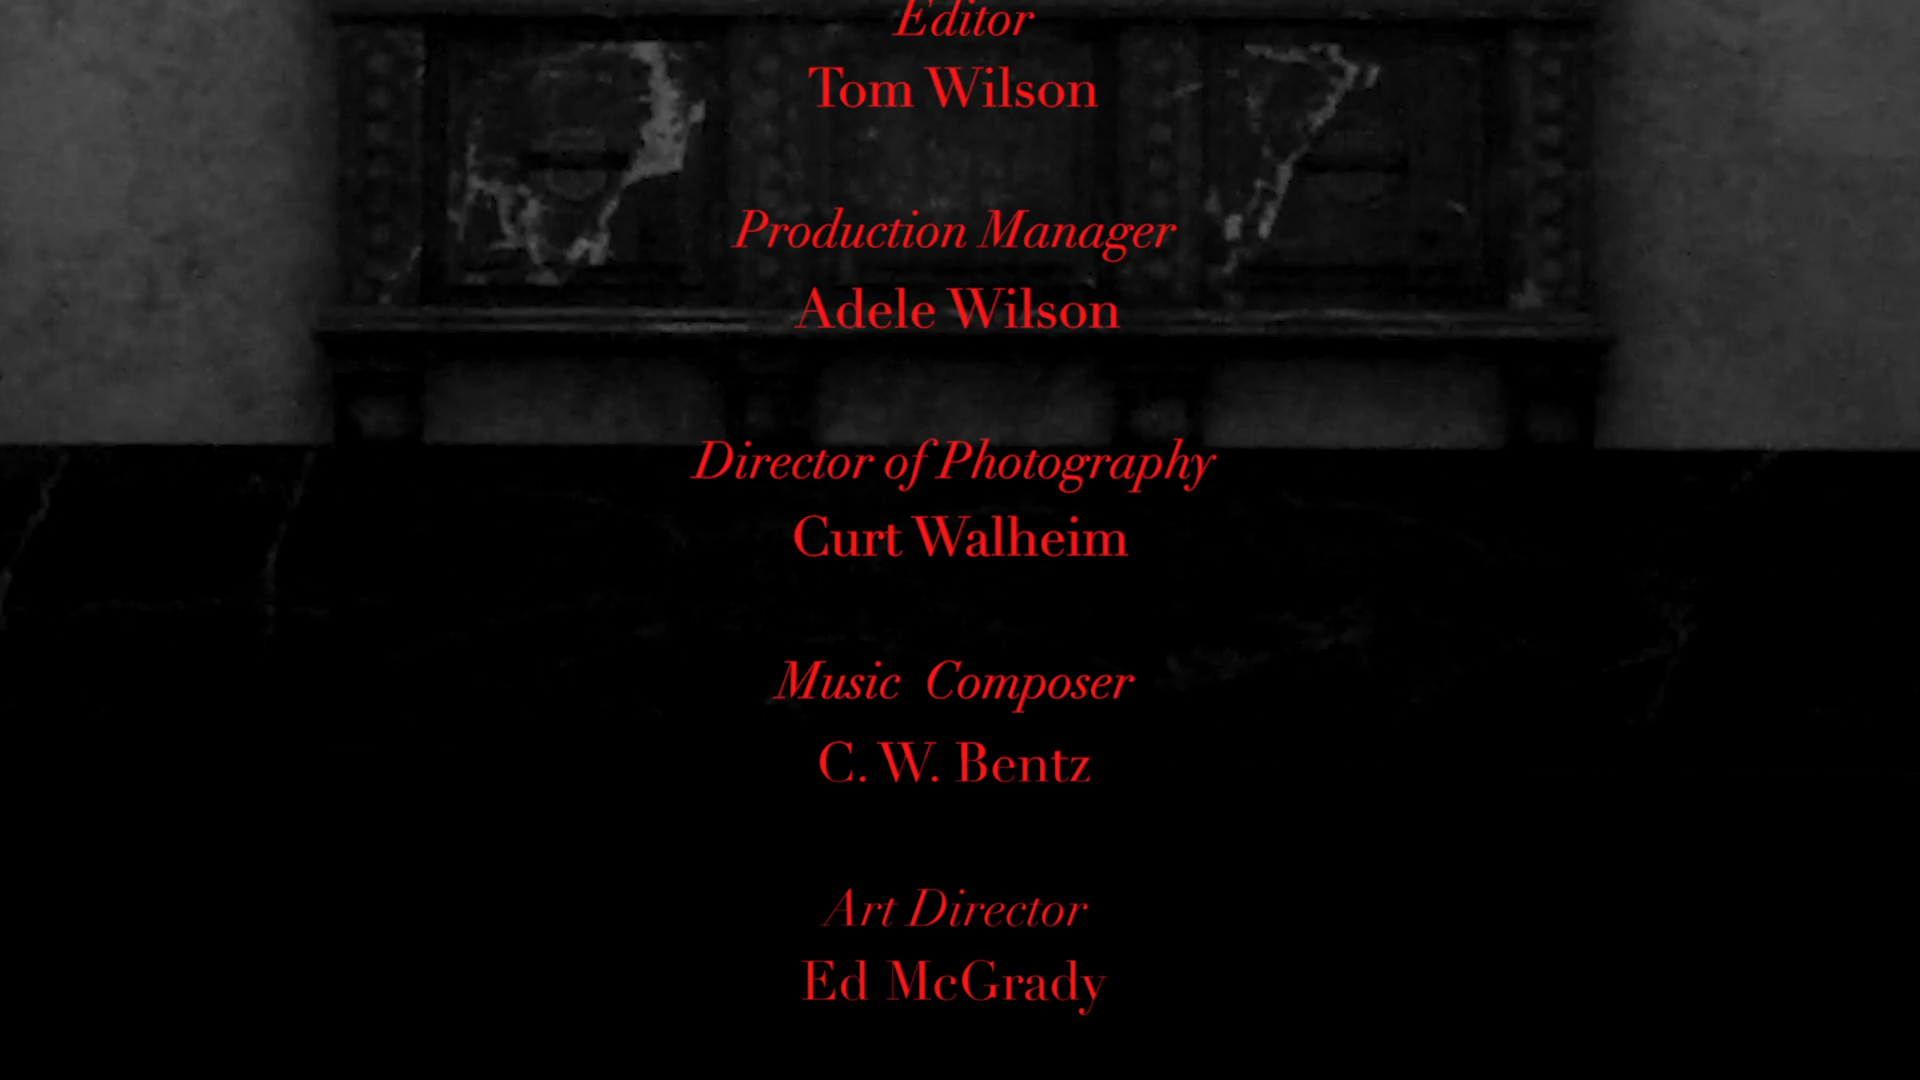 Editor
Tom Wilson
Production Manager
Adele Wilson
Director of Photography
Curt Walheim
Music Composer
C. W. Bentz
Art Director
Ed McGrady